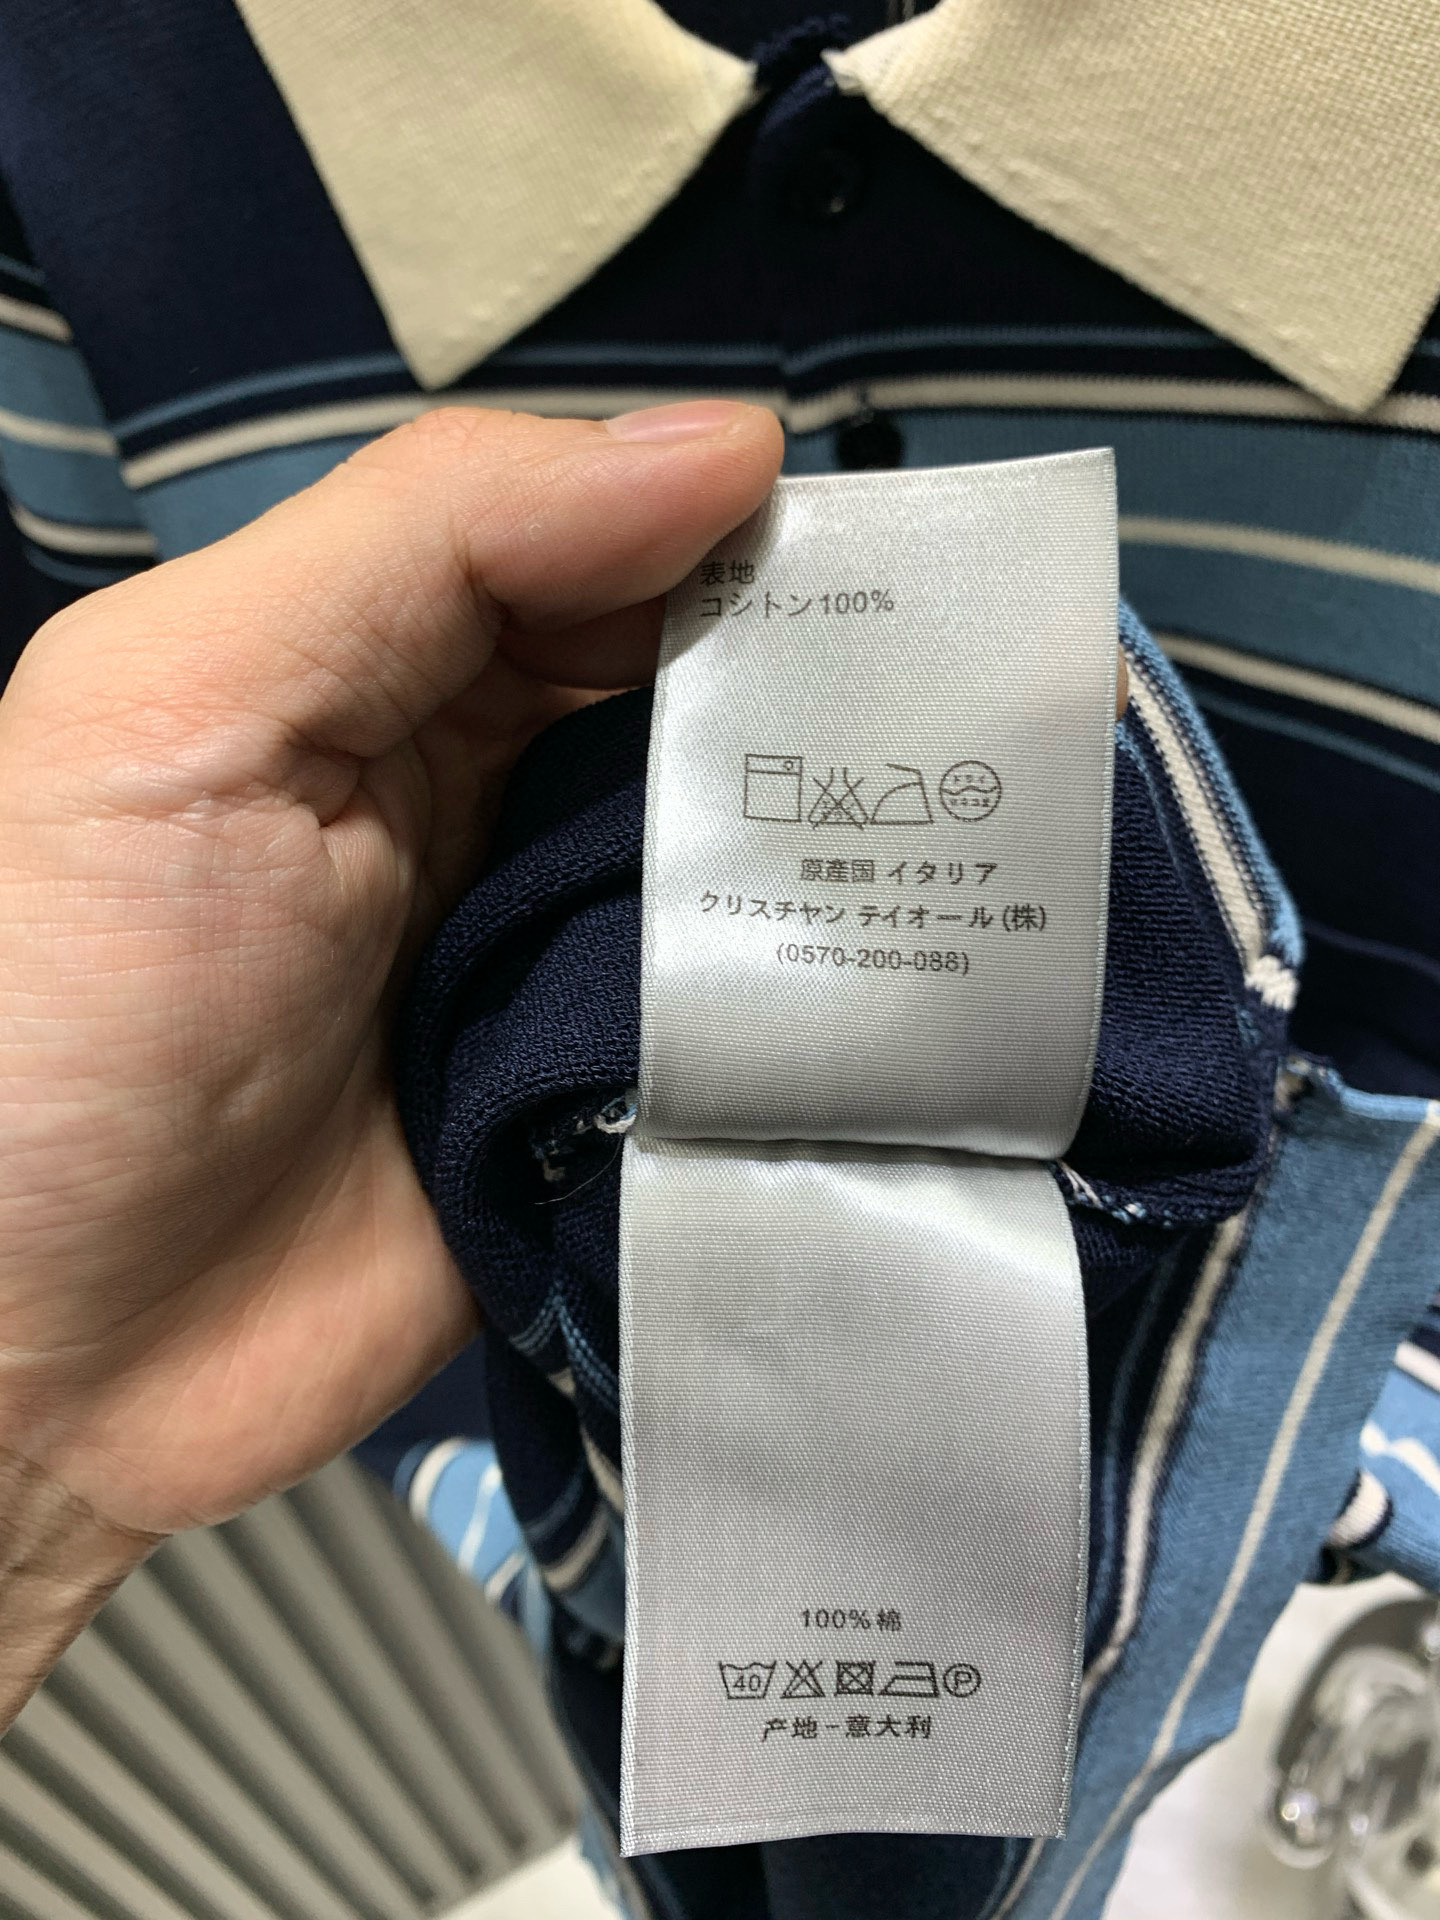 表地
コシトン100%
原産国 イタリア
クリスチヤン テイオール (株)
(0570-200-088)
100%棉
40
P
产地-意大利